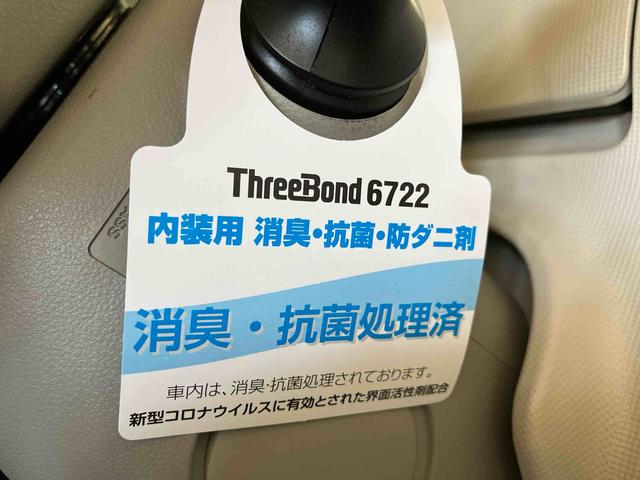 ThreeBond 6722
内装用 消臭・抗菌・防ダニ剤
消臭・抗菌処理済
車内は、消臭・抗菌処理されております。
新型コロナウイルスに有効とされた界面活性剤配合